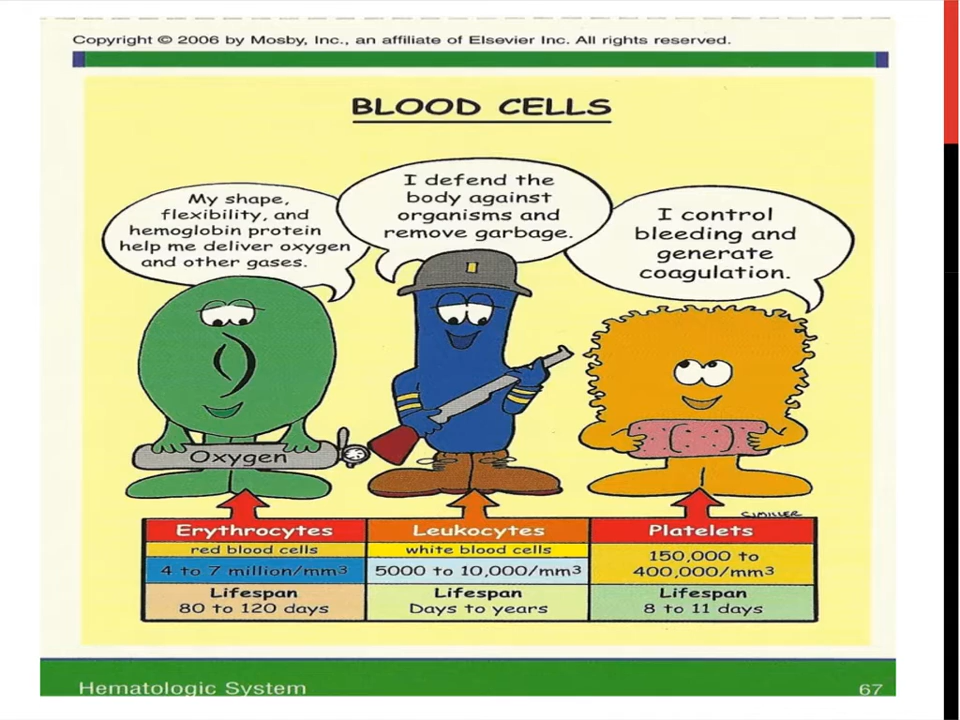 Copyright © 2006 by Mosby, Inc., an affiliate of Elsevier Inc. All rights reserved.
BLOOD CELLS
My shape,
flexibility, and
hemoglobin protein
help me deliver oxygen
and other gases.
I defend the
body against
organisms and
remove garbage.
I control
bleeding and
generate
coagulation.
Oxygen
C.J.MILLER
Erythrocytes
red blood cells
4 to 7 million/mm³
Lifespan
80 to 120 days
Leukocytes
white blood cells
5000 to 10,000/mm³
Lifespan
Days to years
Platelets
150,000 to
400,000/mm³
Lifespan
8 to 11 days
Hematologic System
67